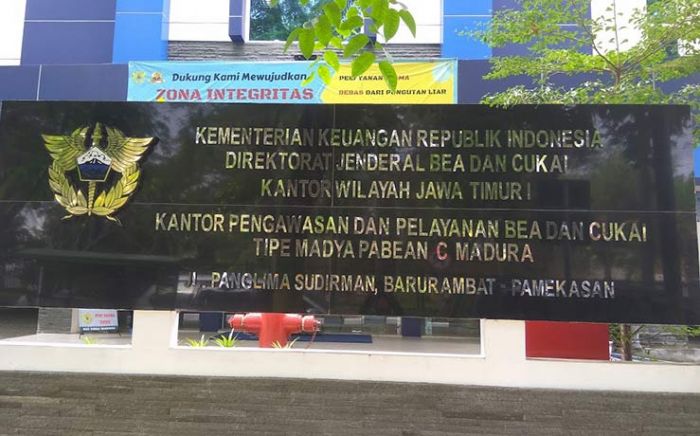 Dukung Kami Mewujudkan
ZONA INTEGRITAS
BEBAS DARI PUNGUTAN LIAR
KEMENTERIAN KEUANGAN REPUBLIK INDONESIA
DIREKTORAT JENDERAL BEA DAN CUKAI
KANTOR WILAYAH JAWA TIMUR I
KANTOR PENGAWASAN DAN PELAYANAN BEA DAN CUKAI
TIPE MADYA PABEAN C MADURA
JL. PANGLIMA SUDIRMAN, BARURAMBAT - PAMEKASAN